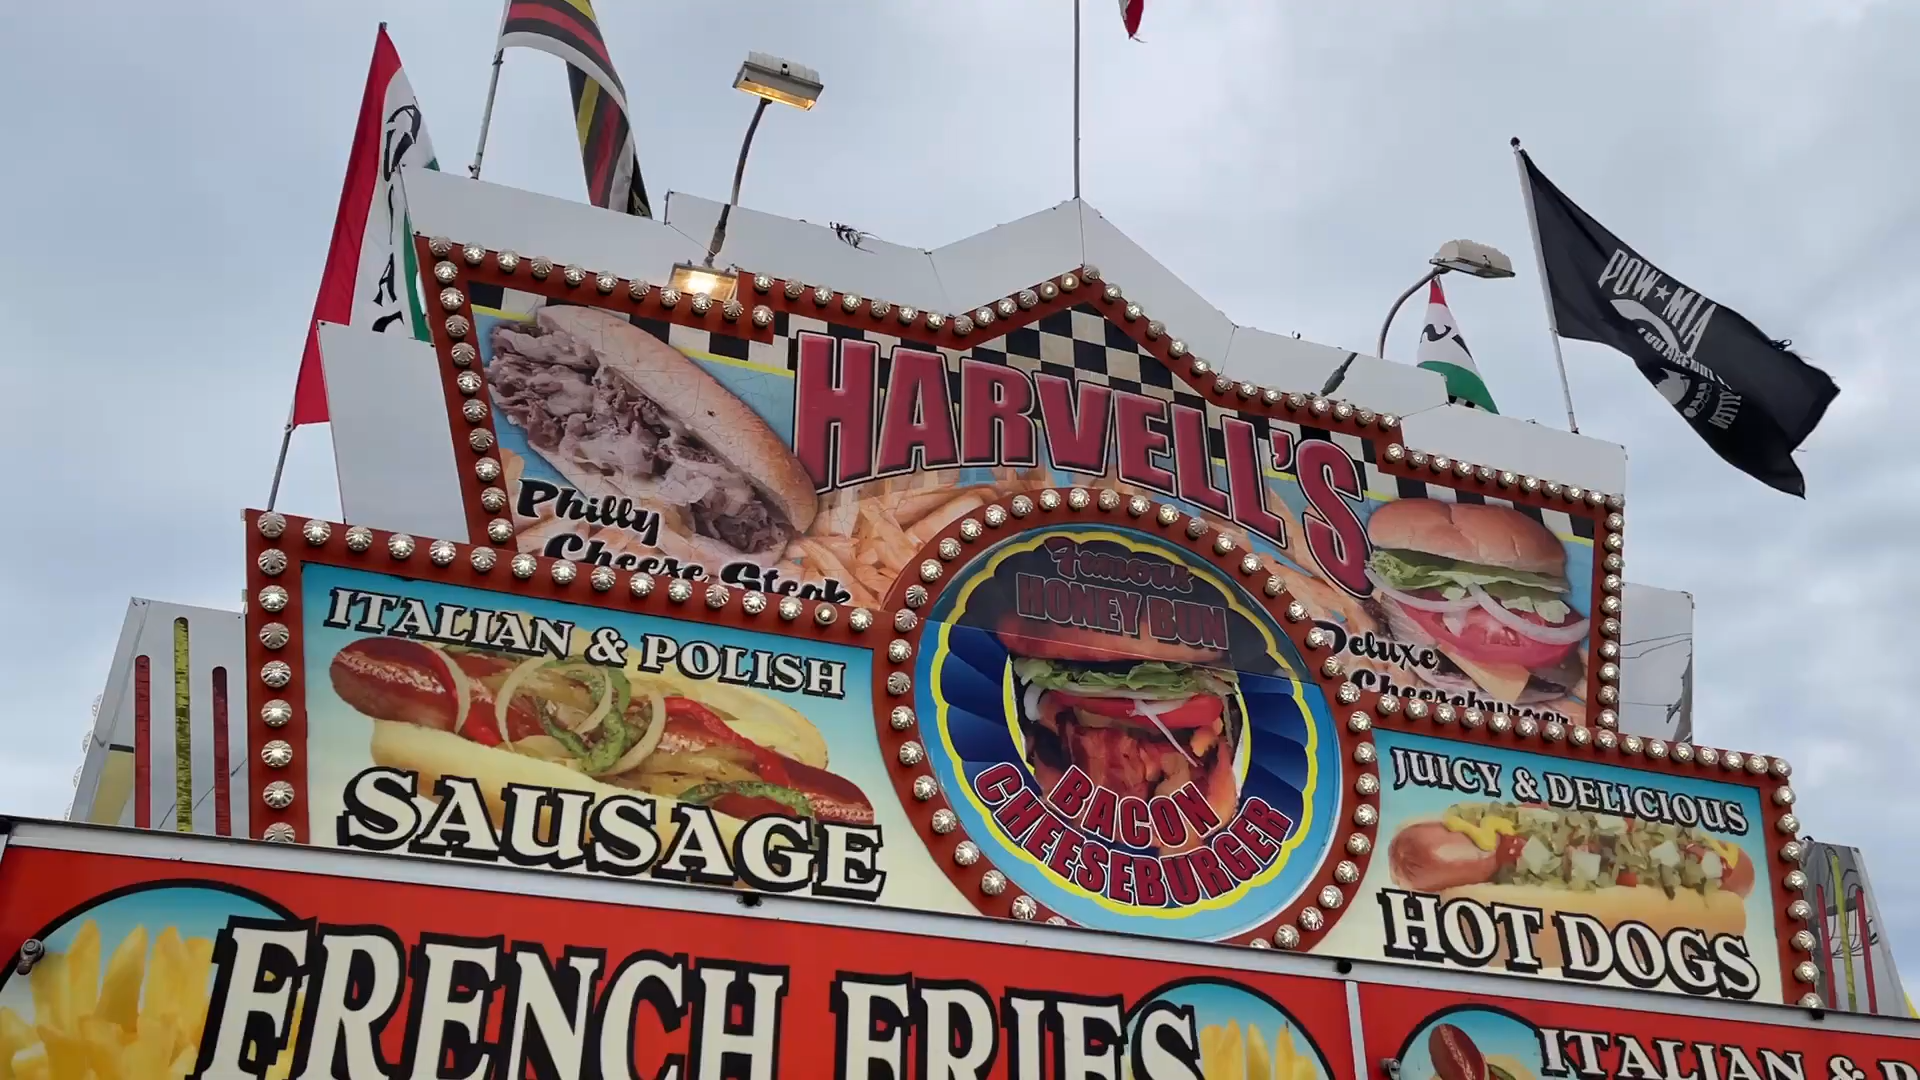 POW★MIA
HARVELL'S
Philly
Cheese Steak
Famous
HONEY BUN
BACON
CHEESEBURGER
Deluxe
Cheeseburger
ITALIAN & POLISH
SAUSAGE
JUICY & DELICIOUS
HOT DOGS
FRENCH FRIES
ITALIAN &